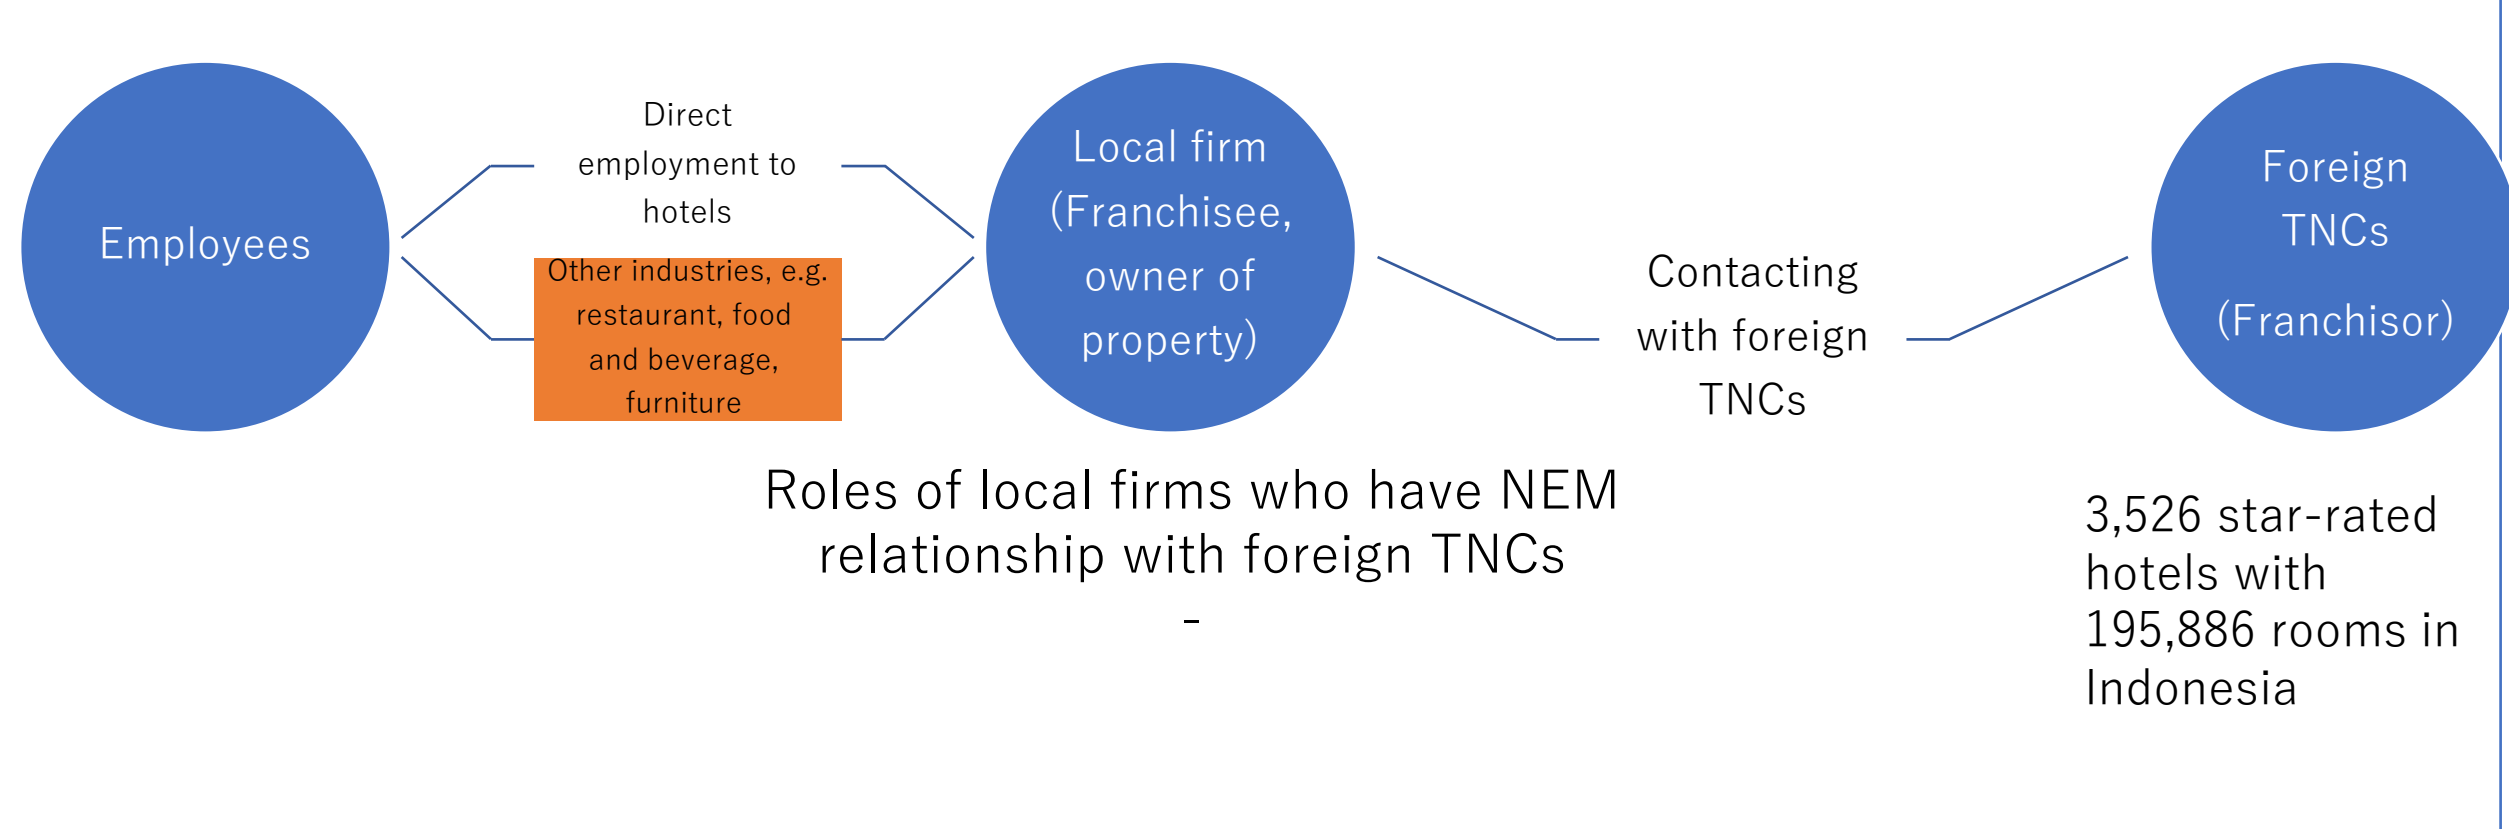 Employees
Direct
employment to
hotels
Other industries, e.g.
restaurant, food
and beverage,
furniture
Local firm
(Franchisee,
owner of
property)
Contacting
with foreign
TNCs
Foreign
TNCs
(Franchisor)
Roles of local firms who have NEM
relationship with foreign TNCs
-
3,526 star-rated
hotels with
195,886 rooms in
Indonesia